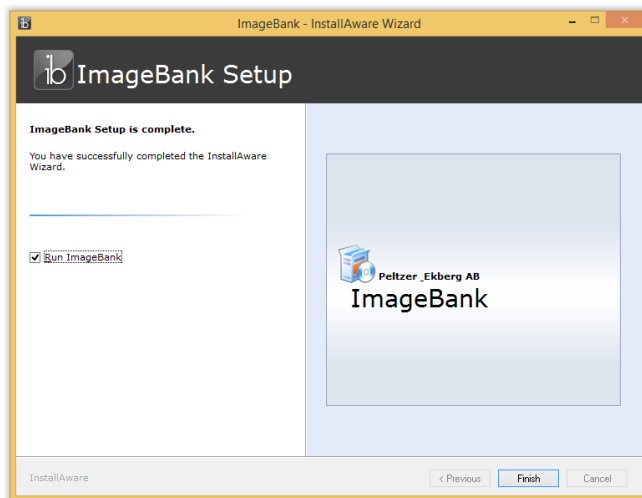 ImageBank - InstallAware Wizard
ib ImageBank Setup
ImageBank Setup is complete.
You have successfully completed the InstallAware
Wizard.
Run ImageBank
Peltzer _Ekberg AB
ImageBank
InstallAware
< Previous
Finish
Cancel